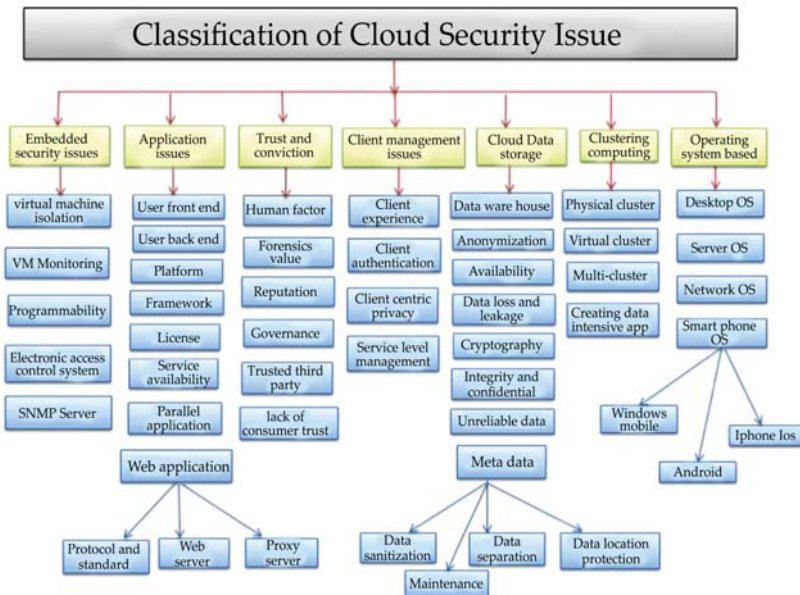 Classification of Cloud Security Issue
Embedded
security issues
virtual machine
isolation
VM Monitoring
Programmability
Electronic access
control system
SNMP Server
Application
issues
User front end
User back end
Platform
Framework
License
Service
availability
Parallel
application
Web application
Protocol and
standard
Web
server
Proxy
server
Trust and
conviction
Human factor
Forensics
value
Reputation
Governance
Trusted third
party
lack of
consumer trust
Client management
issues
Client
experience
Client
authentication
Client centric
privacy
Service level
management
Cloud Data
storage
Data ware house
Anonymization
Availability
Data loss and
leakage
Cryptography
Integrity and
confidential
Unreliable data
Meta data
Data
sanitization
Maintenance
Data
separation
Data location
protection
Clustering
computing
Physical cluster
Virtual cluster
Multi-cluster
Creating data
intensive app
Operating
system based
Desktop OS
Server OS
Network OS
Smart phone
OS
Windows
mobile
Android
Iphone Ios